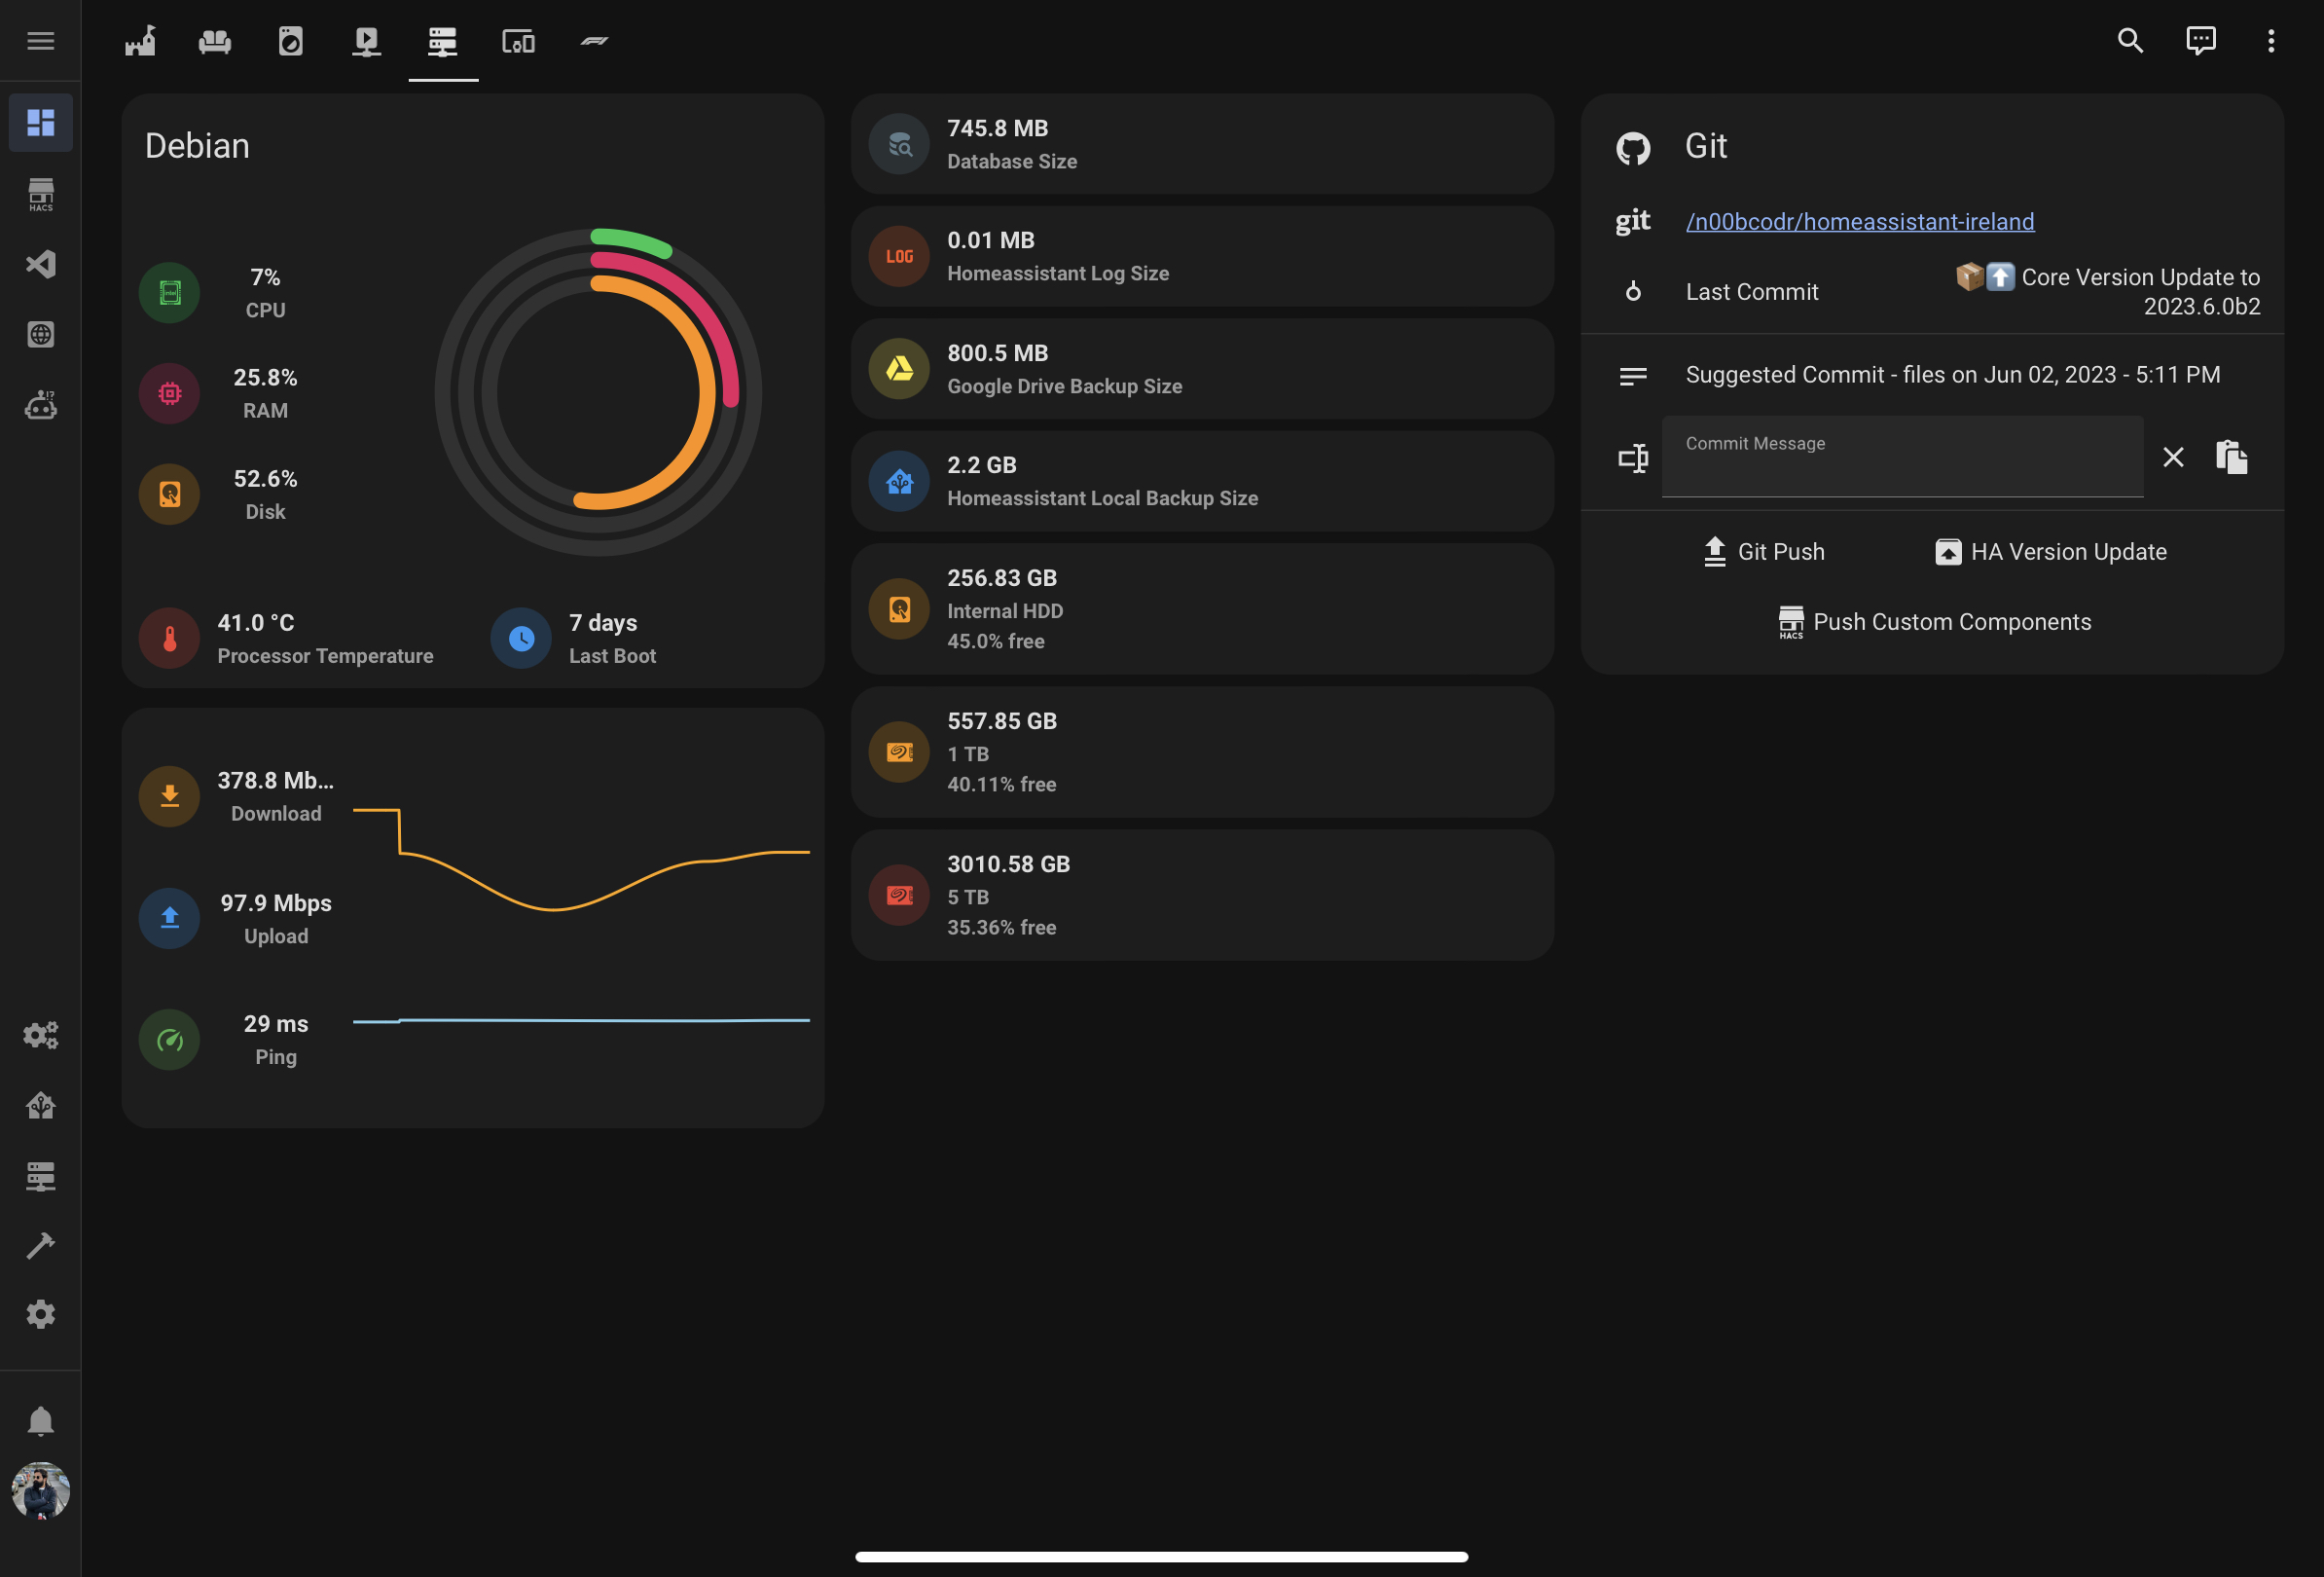 HACS
Debian
7%
CPU
25.8%
RAM
52.6%
Disk
41.0 °C
Processor Temperature
7 days
Last Boot
378.8 Mb...
Download
97.9 Mbps
Upload
29 ms
Ping
745.8 MB
Database Size
LOG
0.01 MB
Homeassistant Log Size
800.5 MB
Google Drive Backup Size
2.2 GB
Homeassistant Local Backup Size
256.83 GB
Internal HDD
45.0% free
557.85 GB
1 TB
40.11% free
3010.58 GB
5 TB
35.36% free
Git
git /n00bcodr/homeassistant-ireland
Last Commit
📦⬆️ Core Version Update to
2023.6.0b2
Suggested Commit - files on Jun 02, 2023 - 5:11 PM
Commit Message
Git Push
HA Version Update
HACS Push Custom Components